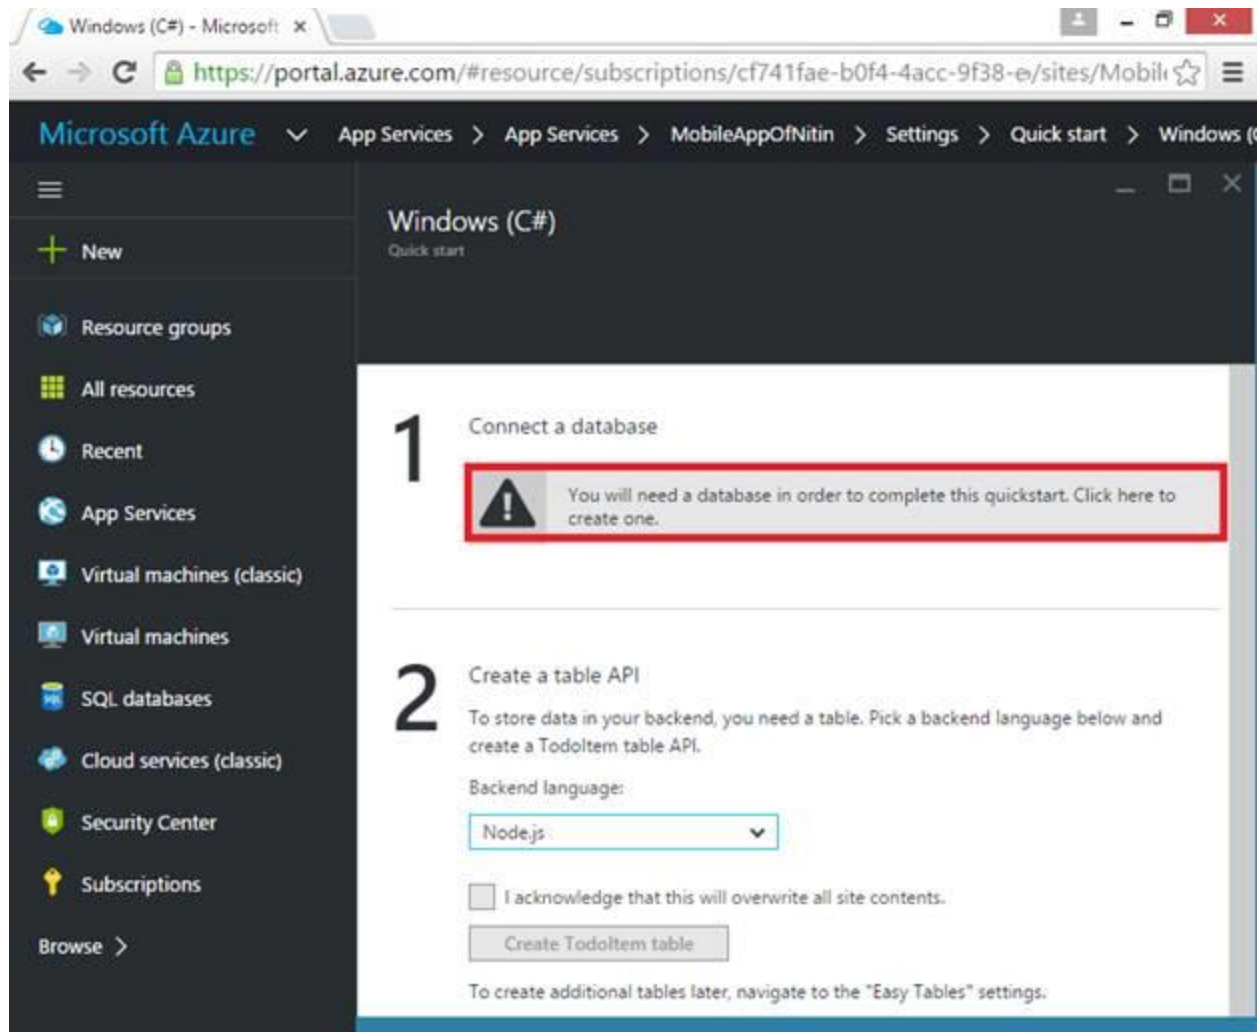 Windows (C#) - Microsoft
https://portal.azure.com/#resource/subscriptions/cf741fae-b0f4-4acc-9f38-e/sites/Mobil
Microsoft Azure App Services > App Services > MobileAppOfNitin > Settings > Quick start > Windows (C
New
Resource groups
All resources
Recent
App Services
Virtual machines (classic)
Virtual machines
SQL databases
Cloud services (classic)
Security Center
Subscriptions
Browse >
Windows (C#)
Quick start
1
Connect a database
You will need a database in order to complete this quickstart. Click here to
create one.
2
Create a table API
To store data in your backend, you need a table. Pick a backend language below and
create a TodoItem table API.
Backend language:
Node.js
I acknowledge that this will overwrite all site contents.
Create TodoItem table
To create additional tables later, navigate to the "Easy Tables" settings.